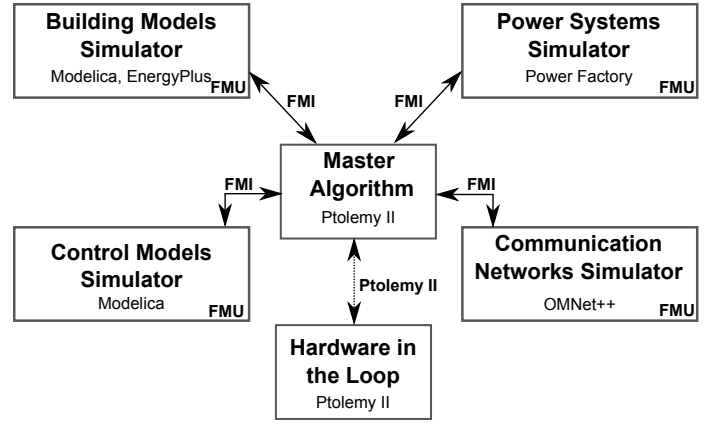 Building Models
Simulator
Modelica, EnergyPlus
FMU
Power Systems
Simulator
Power Factory
FMU
FMI
FMI
Master
Algorithm
Ptolemy II
FMI
FMI
Control Models
Simulator
Modelica
FMU
Communication
Networks Simulator
OMNet++
FMU
Ptolemy II
Hardware in
the Loop
Ptolemy II